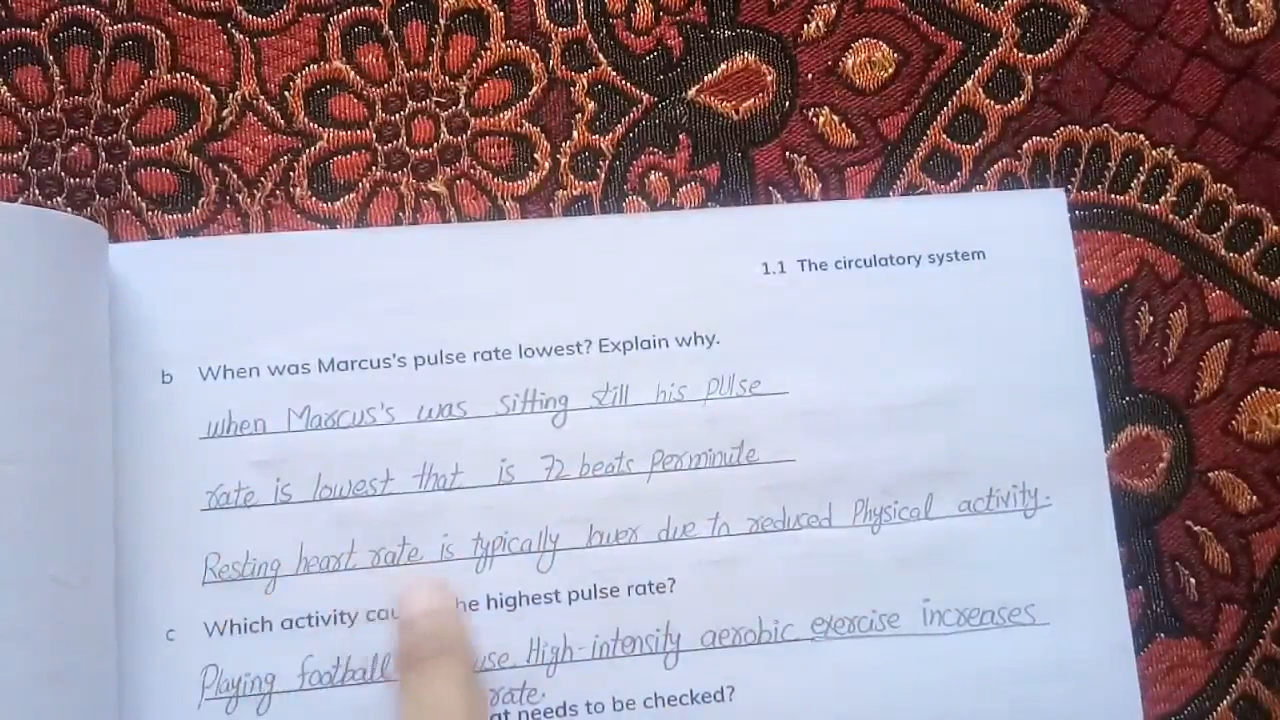 1.1 The circulatory system
b When was Marcus's pulse rate lowest? Explain why.
when Marcus's was sitting still his pulse
rate is lowest that is 72 beats perminute
Resting heart rate is typically lower due to reduced Physical activity.
c Which activity he highest pulse rate?
Playing football use High-intensity aerobic exercise increases
rate.
at needs to be checked?